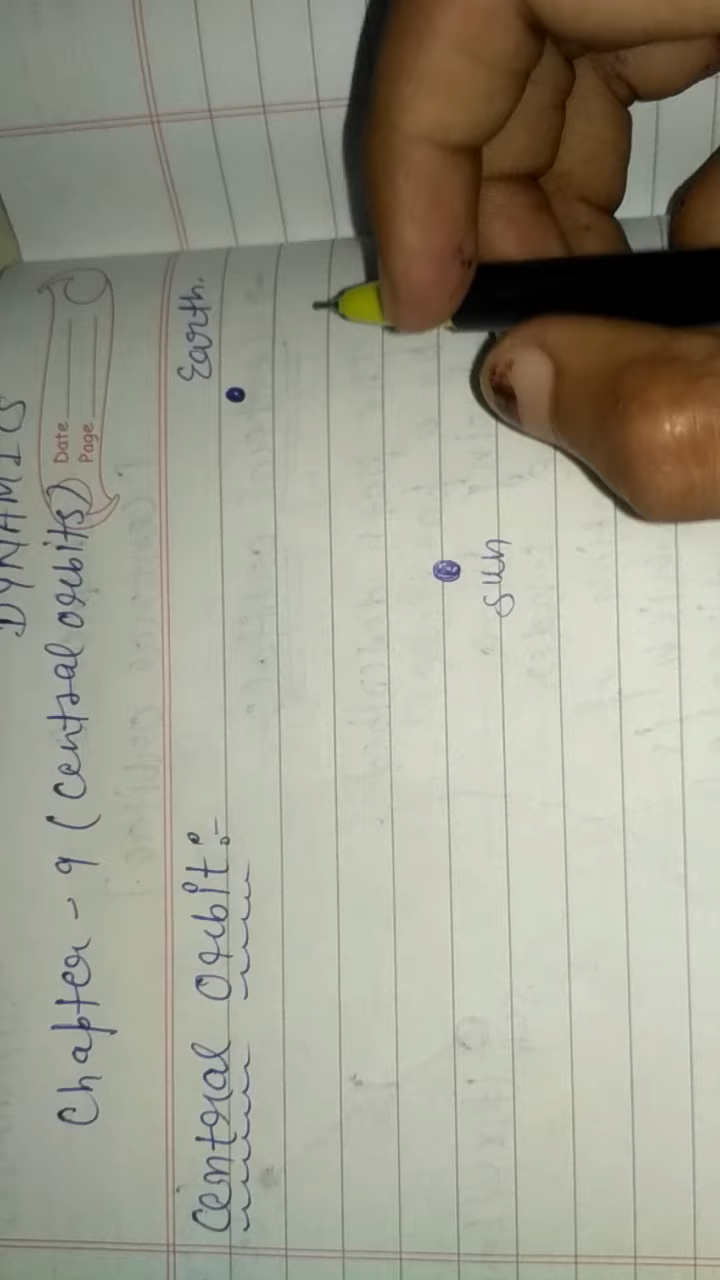 DYNAMICS
Date
Page
Chapter - 9 (Central orbits)
Central Orbit :-
Earth.
Sun